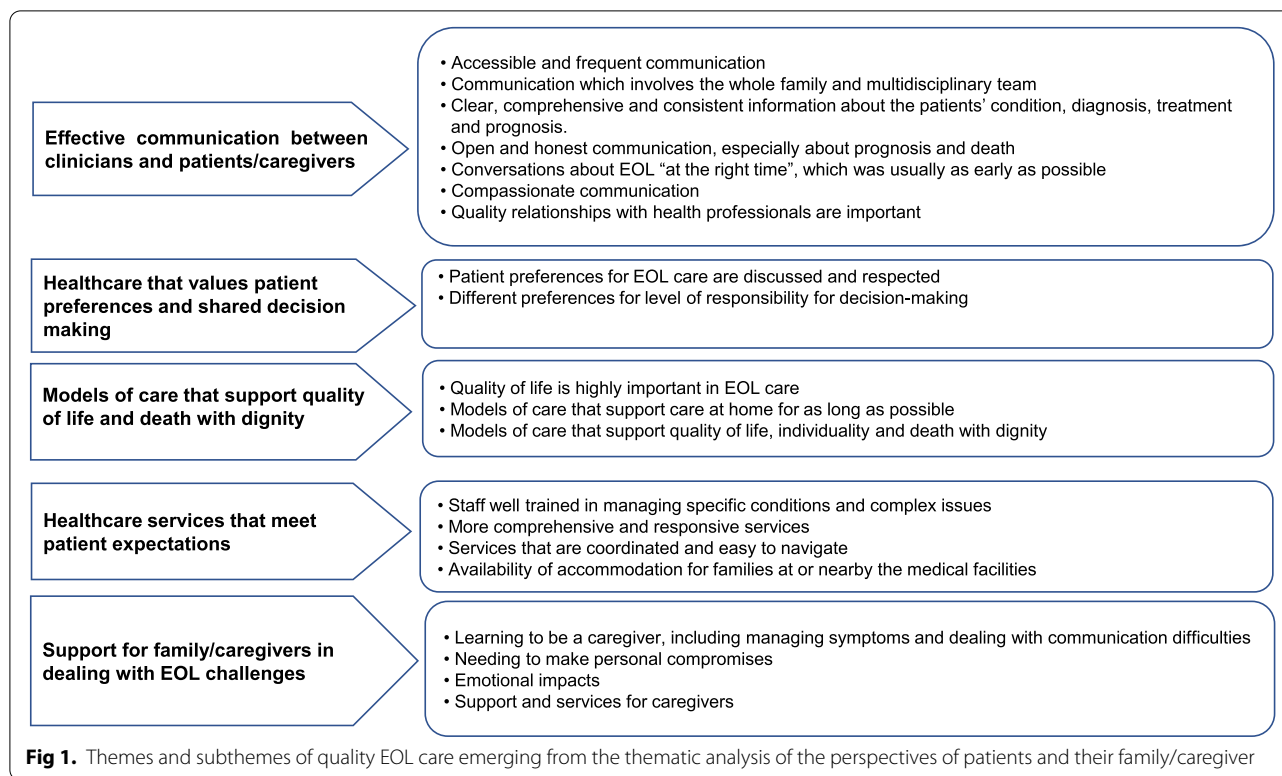 Effective communication between
clinicians and patients/caregivers
• Accessible and frequent communication
• Communication which involves the whole family and multidisciplinary team
• Clear, comprehensive and consistent information about the patients' condition, diagnosis, treatment
and prognosis.
• Open and honest communication, especially about prognosis and death
• Conversations about EOL "at the right time", which was usually as early as possible
• Compassionate communication
• Quality relationships with health professionals are important
Healthcare that values patient
preferences and shared decision
making
• Patient preferences for EOL care are discussed and respected
• Different preferences for level of responsibility for decision-making
Models of care that support quality
of life and death with dignity
• Quality of life is highly important in EOL care
• Models of care that support care at home for as long as possible
• Models of care that support quality of life, individuality and death with dignity
Healthcare services that meet
patient expectations
• Staff well trained in managing specific conditions and complex issues
• More comprehensive and responsive services
• Services that are coordinated and easy to navigate
• Availability of accommodation for families at or nearby the medical facilities
Support for family/caregivers in
dealing with EOL challenges
• Learning to be a caregiver, including managing symptoms and dealing with communication difficulties
• Needing to make personal compromises
• Emotional impacts
• Support and services for caregivers
Fig 1. Themes and subthemes of quality EOL care emerging from the thematic analysis of the perspectives of patients and their family/caregiver